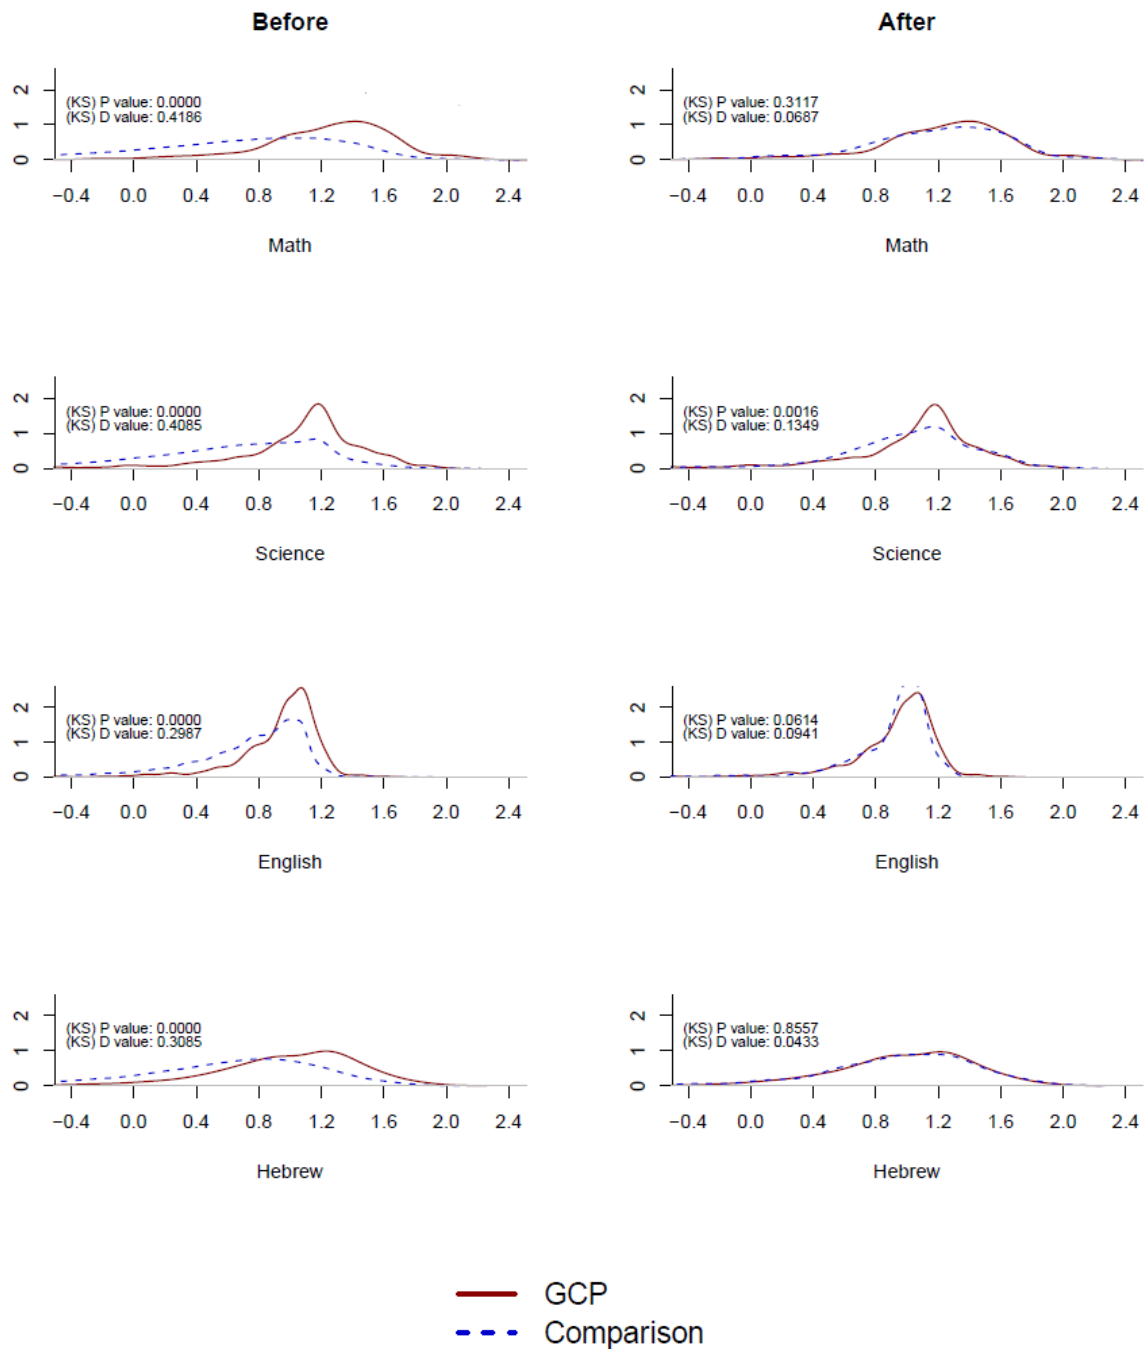 Before
After
2
1
0
(KS) P value: 0.0000
(KS) D value: 0.4186
−0.4 0.0 0.4 0.8 1.2 1.6 2.0 2.4
Math
(KS) P value: 0.3117
(KS) D value: 0.0687
2
1
0
−0.4 0.0 0.4 0.8 1.2 1.6 2.0 2.4
Math
2
1
0
(KS) P value: 0.0000
(KS) D value: 0.4085
−0.4 0.0 0.4 0.8 1.2 1.6 2.0 2.4
Science
2
1
0
(KS) P value: 0.0016
(KS) D value: 0.1349
−0.4 0.0 0.4 0.8 1.2 1.6 2.0 2.4
Science
2
1
0
(KS) P value: 0.0000
(KS) D value: 0.2987
−0.4 0.0 0.4 0.8 1.2 1.6 2.0 2.4
English
2
1
0
(KS) P value: 0.0614
(KS) D value: 0.0941
−0.4 0.0 0.4 0.8 1.2 1.6 2.0 2.4
English
2
1
0
(KS) P value: 0.0000
(KS) D value: 0.3085
−0.4 0.0 0.4 0.8 1.2 1.6 2.0 2.4
Hebrew
2
1
0
(KS) P value: 0.8557
(KS) D value: 0.0433
−0.4 0.0 0.4 0.8 1.2 1.6 2.0 2.4
Hebrew
GCP
Comparison